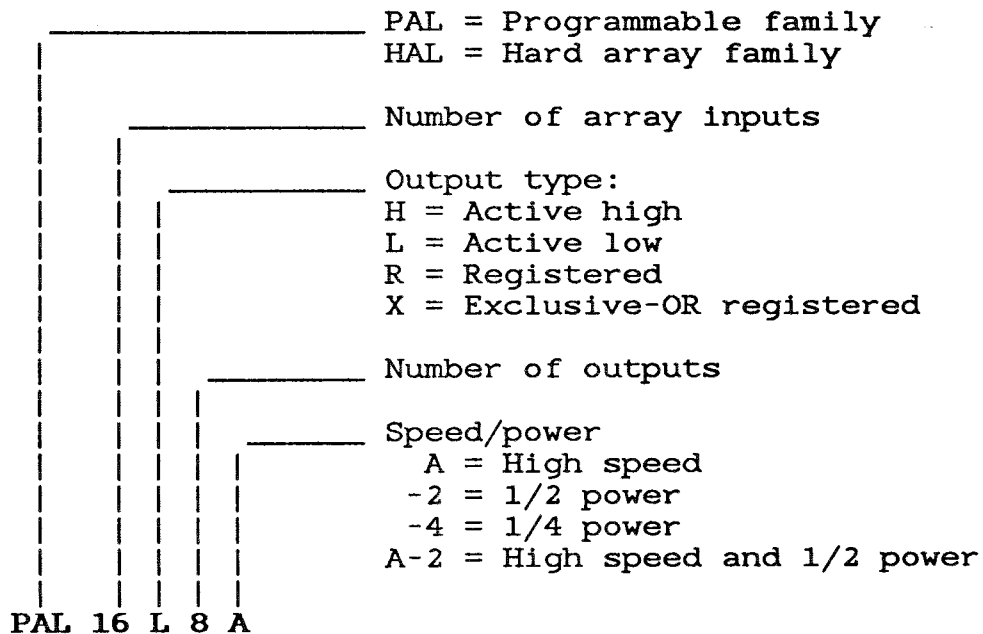 PAL = Programmable family
HAL = Hard array family
Number of array inputs
Output type:
H = Active high
L = Active low
R = Registered
X = Exclusive-OR registered
Number of outputs
Speed/power
A = High speed
-2 = 1/2 power
-4 = 1/4 power
A-2 = High speed and 1/2 power
PAL 16 L 8 A